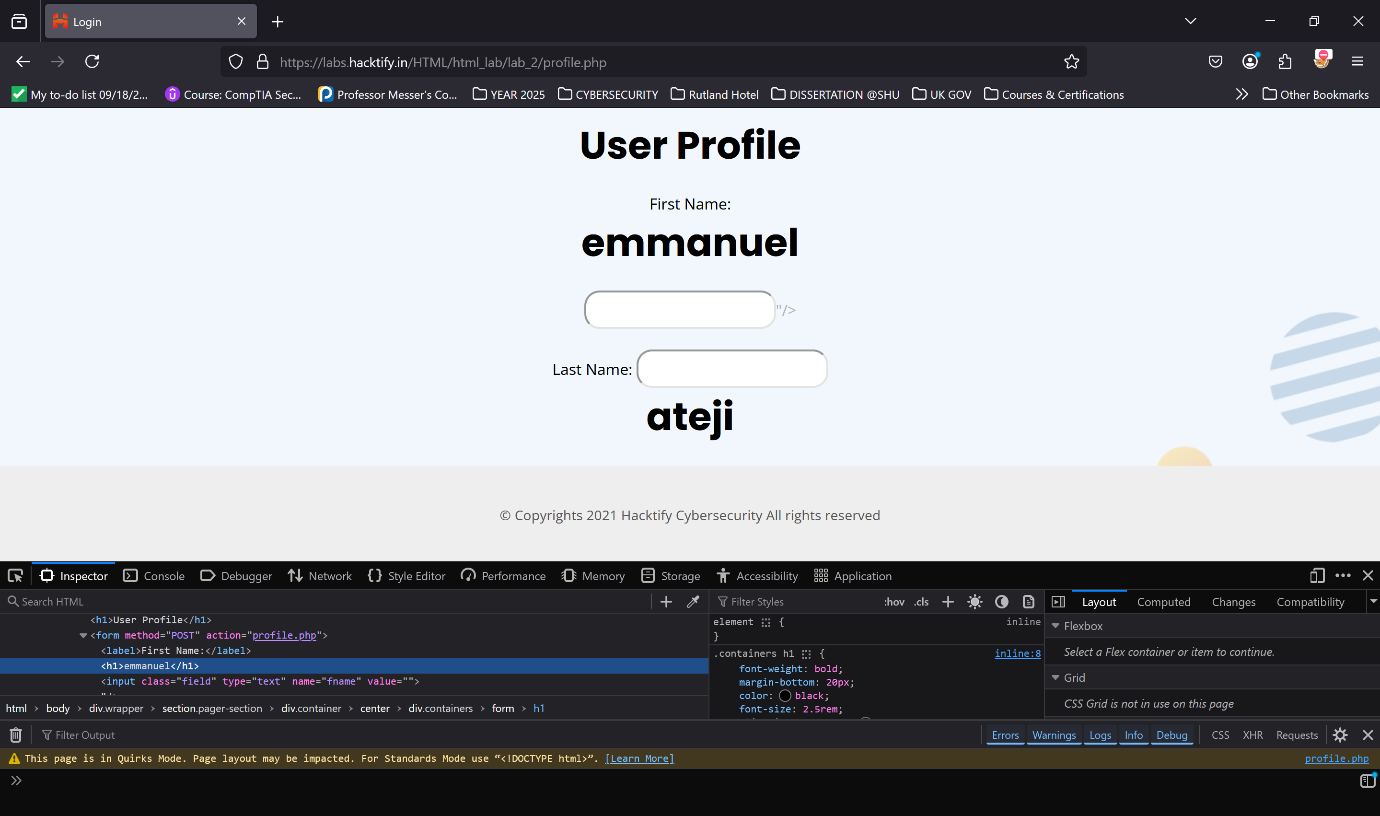 Login
https://labs.hacktify.in/HTML/html_lab/lab_2/profile.php
My to-do list 09/18/2... Course: CompTIA Sec... Professor Messer's Co... YEAR 2025 CYBERSECURITY Rutland Hotel DISSERTATION @SHU UK GOV Courses & Certifications Other Bookmarks
User Profile
First Name:
emmanuel
"/>
Last Name:
ateji
© Copyrights 2021 Hacktify Cybersecurity All rights reserved
Inspector Console Debugger Network Style Editor Performance Memory Storage Accessibility Application
Search HTML
<h1>User Profile</h1>
<form method="POST" action="profile.php">
<label>First Name:</label>
<h1>emmanuel</h1>
<input class="field" type="text" name="fname" value="">
html body div.wrapper section.pager-section div.container center div.containers form h1
Filter Styles :hov .cls
element { inline
}
.containers h1 { inline:8
font-weight: bold;
margin-bottom: 20px;
color: black;
font-size: 2.5rem;
Layout Computed Changes Compatibility
Flexbox
Select a Flex container or item to continue.
Grid
CSS Grid is not in use on this page
Filter Output Errors Warnings Logs Info Debug CSS XHR Requests
This page is in Quirks Mode. Page layout may be impacted. For Standards Mode use “<!DOCTYPE html>”. [Learn More] profile.php